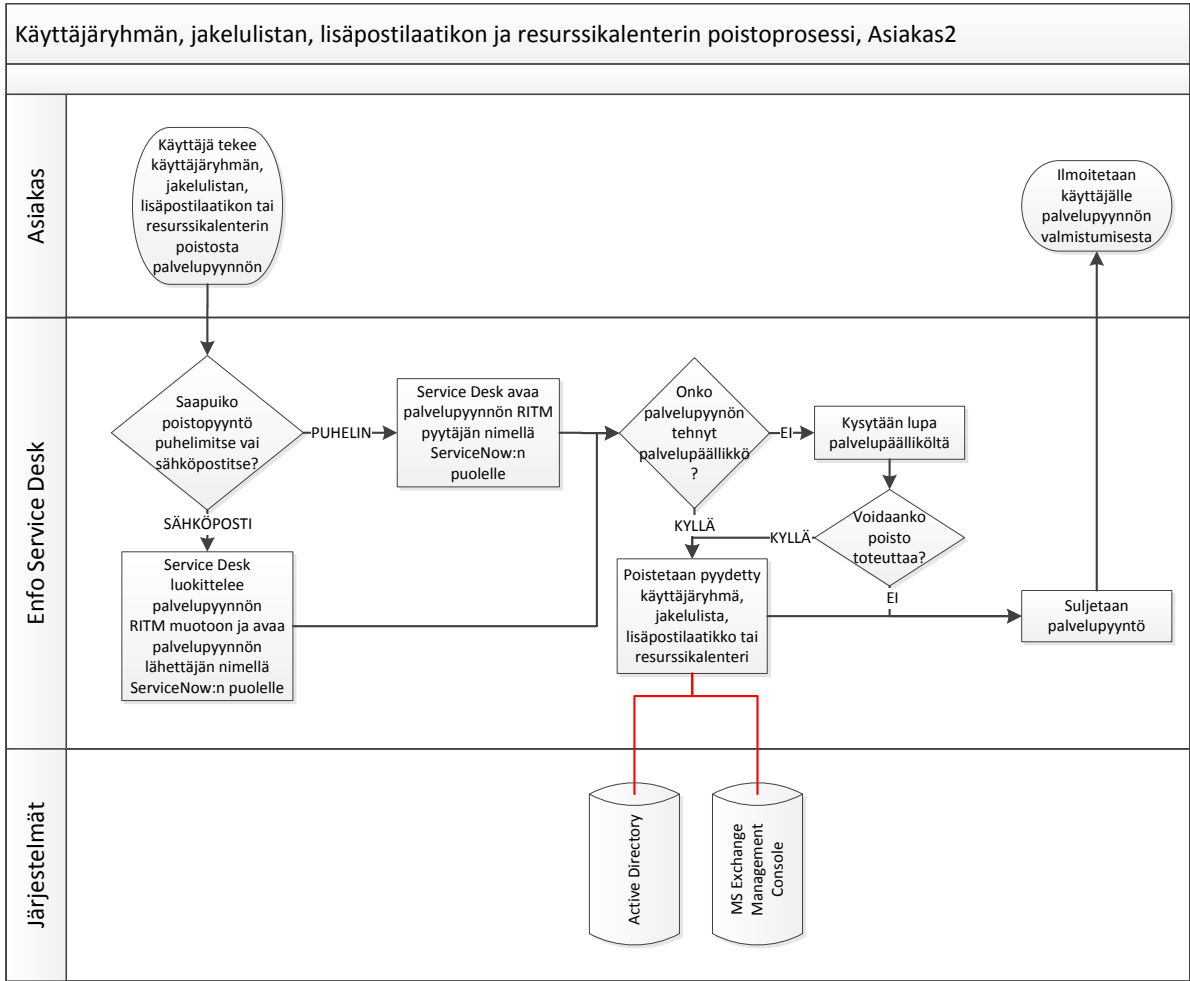 Käyttäjäryhmän, jakelulistan, lisäpostilaatikon ja resurssikalenterin poistoprosessi, Asiakas2
Asiakas
Käyttäjä tekee
käyttäjäryhmän,
jakelulistan,
lisäpostilaatikon tai
resurssikalenterin
poistosta
palvelupyynnön
Ilmoitetaan
käyttäjälle
palvelupyynnön
valmistumisesta
Enfo Service Desk
Saapuiko
poistopyyntö
puhelimitse vai
sähköpostitse?
PUHELIN
Service Desk avaa
palvelupyynnön RITM
pyytäjän nimellä
ServiceNow:n
puolelle
Onko
palvelupyynön
tehnyt
palvelupäällikkö
?
EI
Kysytään lupa
palvelupäälliköltä
SÄHKÖPOSTI
KYLLÄ
KYLLÄ
Voidaanko
poisto
toteuttaa?
EI
Service Desk
luokittelee
palvelupyynnön
RITM muotoon ja avaa
palvelupyynnön
lähettäjän nimellä
ServiceNow:n puolelle
Poistetaan pyydetty
käyttäjäryhmä,
jakelulista,
lisäpostilaatikko tai
resurssikalenteri
Suljetaan
palvelupyyntö
Järjestelmät
Active Directory
MS Exchange
Management
Console